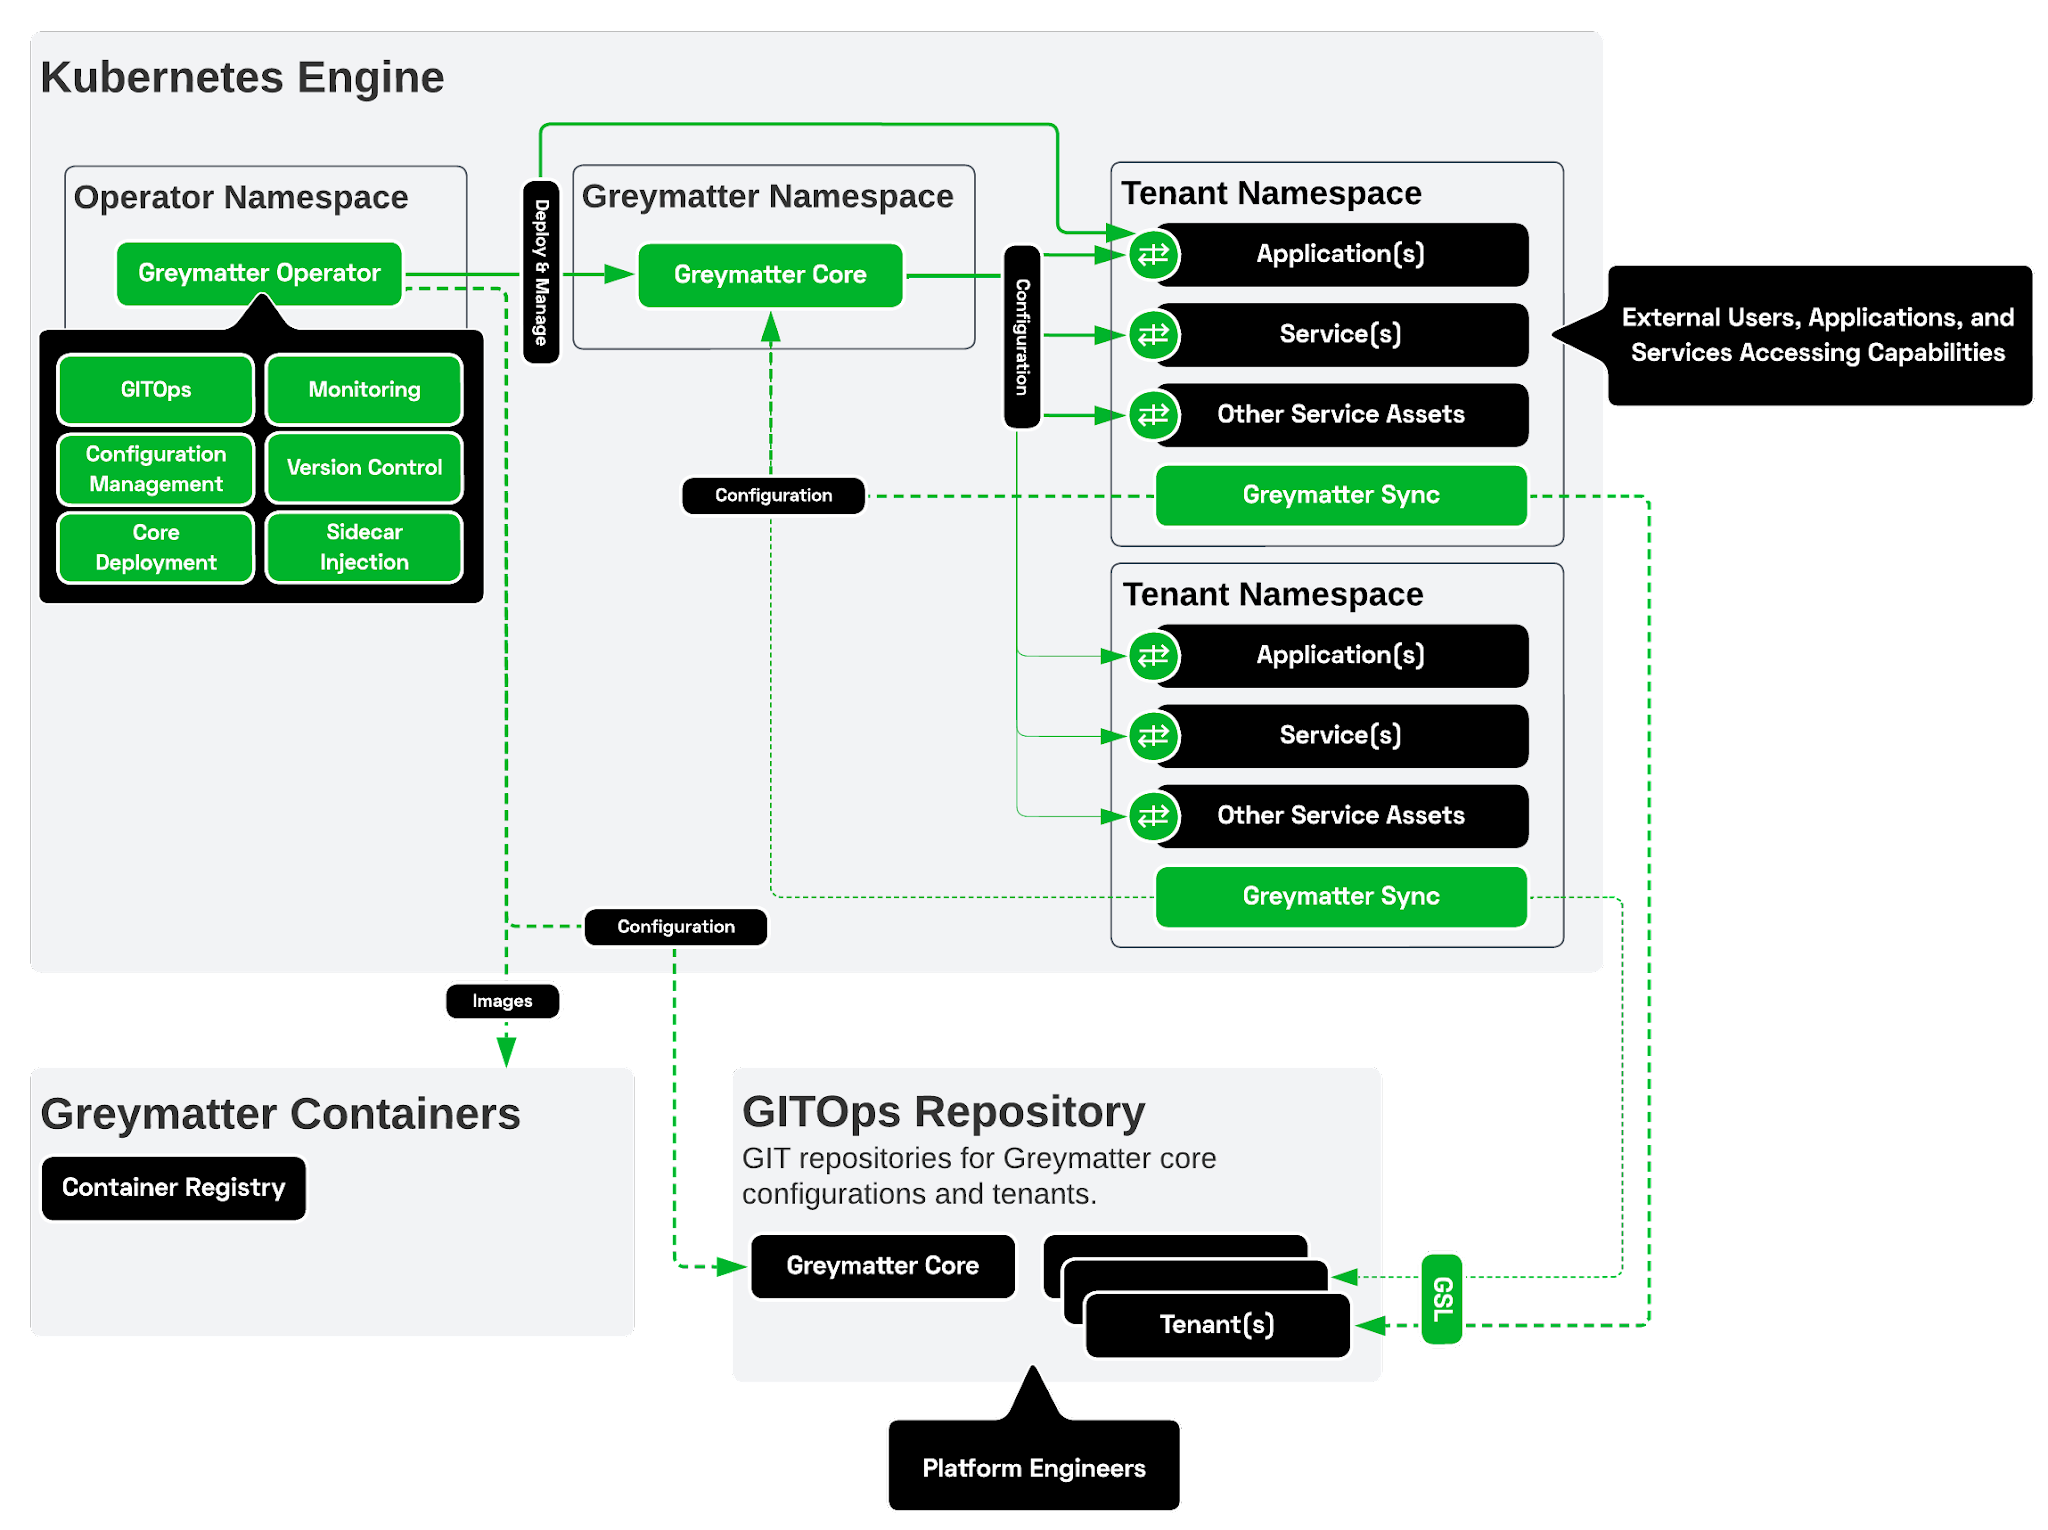 Kubernetes Engine
Operator Namespace
Greymatter Operator
GITOps
Monitoring
Configuration
Management
Version Control
Core
Deployment
Sidecar
Injection
Deploy & Manage
Greymatter Namespace
Greymatter Core
Configuration
Configuration
Tenant Namespace
Application(s)
Service(s)
Other Service Assets
Greymatter Sync
External Users, Applications, and
Services Accessing Capabilities
Tenant Namespace
Application(s)
Service(s)
Other Service Assets
Greymatter Sync
Configuration
Images
Greymatter Containers
Container Registry
GITOps Repository
GIT repositories for Greymatter core
configurations and tenants.
Greymatter Core
Tenant(s)
GSL
Platform Engineers